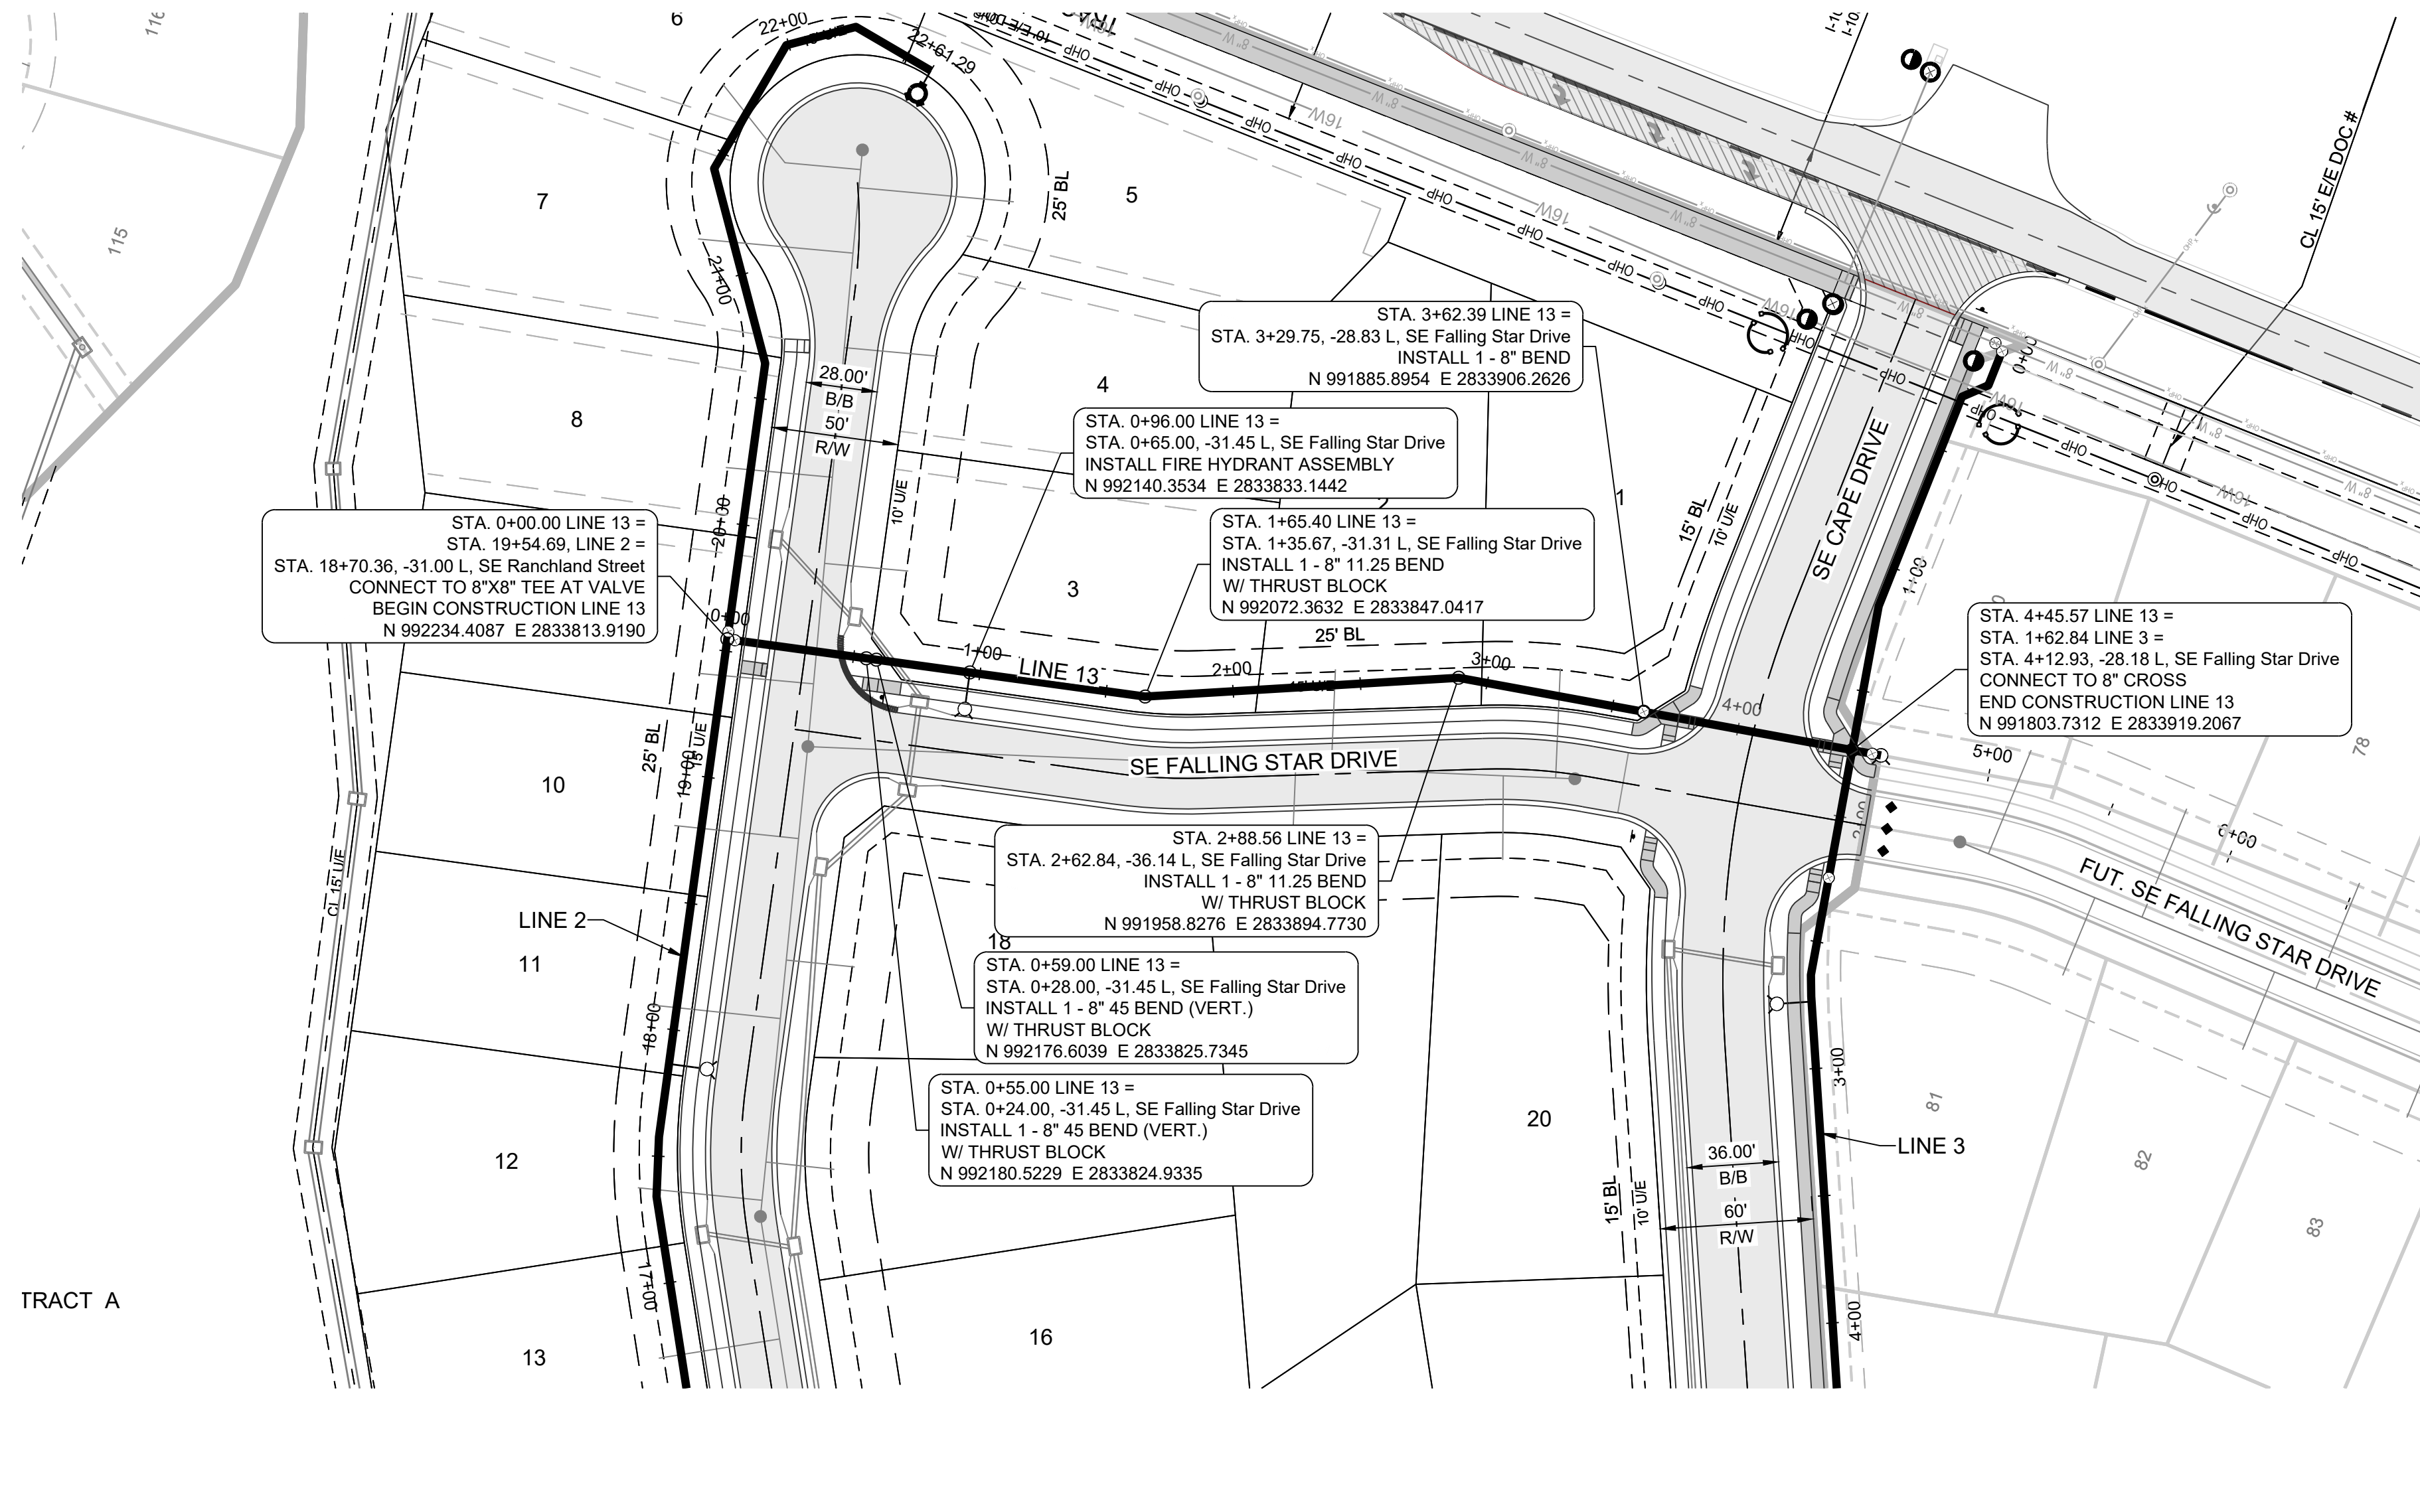 116
6
22+00
22+61.29
10' E/E DOC#
OHP
16W
8" W
115
7
5
25' BL
21+00
CL 15' E/E DOC #
STA. 3+62.39 LINE 13 =
STA. 3+29.75, -28.83 L, SE Falling Star Drive
INSTALL 1 - 8" BEND
N 991885.8954  E 2833906.2626
28.00'
B/B
50'
R/W
8
4
STA. 0+96.00 LINE 13 =
STA. 0+65.00, -31.45 L, SE Falling Star Drive
INSTALL FIRE HYDRANT ASSEMBLY
N 992140.3534  E 2833833.1442
0+00
SE CAPE DRIVE
10' U/E
20+00
1
15' BL
10' U/E
STA. 0+00.00 LINE 13 =
STA. 19+54.69, LINE 2 =
STA. 18+70.36, -31.00 L, SE Ranchland Street
CONNECT TO 8"X8" TEE AT VALVE
BEGIN CONSTRUCTION LINE 13
N 992234.4087  E 2833813.9190
STA. 1+65.40 LINE 13 =
STA. 1+35.67, -31.31 L, SE Falling Star Drive
INSTALL 1 - 8" 11.25 BEND
W/ THRUST BLOCK
N 992072.3632  E 2833847.0417
3
1+00
0+00
25' BL
STA. 4+45.57 LINE 13 =
STA. 1+62.84 LINE 3 =
STA. 4+12.93, -28.18 L, SE Falling Star Drive
CONNECT TO 8" CROSS
END CONSTRUCTION LINE 13
N 991803.7312  E 2833919.2067
1+00
LINE 13
2+00
3+00
15' U/E
4+00
25' BL
15' U/E
19+00
10
SE FALLING STAR DRIVE
5+00
78
2+00
6+00
STA. 2+88.56 LINE 13 =
STA. 2+62.84, -36.14 L, SE Falling Star Drive
INSTALL 1 - 8" 11.25 BEND
W/ THRUST BLOCK
N 991958.8276  E 2833894.7730
CL 15' U/E
LINE 2
18
FUT. SE FALLING STAR DRIVE
11
STA. 0+59.00 LINE 13 =
STA. 0+28.00, -31.45 L, SE Falling Star Drive
INSTALL 1 - 8" 45 BEND (VERT.)
W/ THRUST BLOCK
N 992176.6039  E 2833825.7345
18+00
STA. 0+55.00 LINE 13 =
STA. 0+24.00, -31.45 L, SE Falling Star Drive
INSTALL 1 - 8" 45 BEND (VERT.)
W/ THRUST BLOCK
N 992180.5229  E 2833824.9335
3+00
81
20
LINE 3
12
82
36.00'
B/B
15' BL
10' U/E
60'
R/W
83
17+00
TRACT  A
4+00
16
13